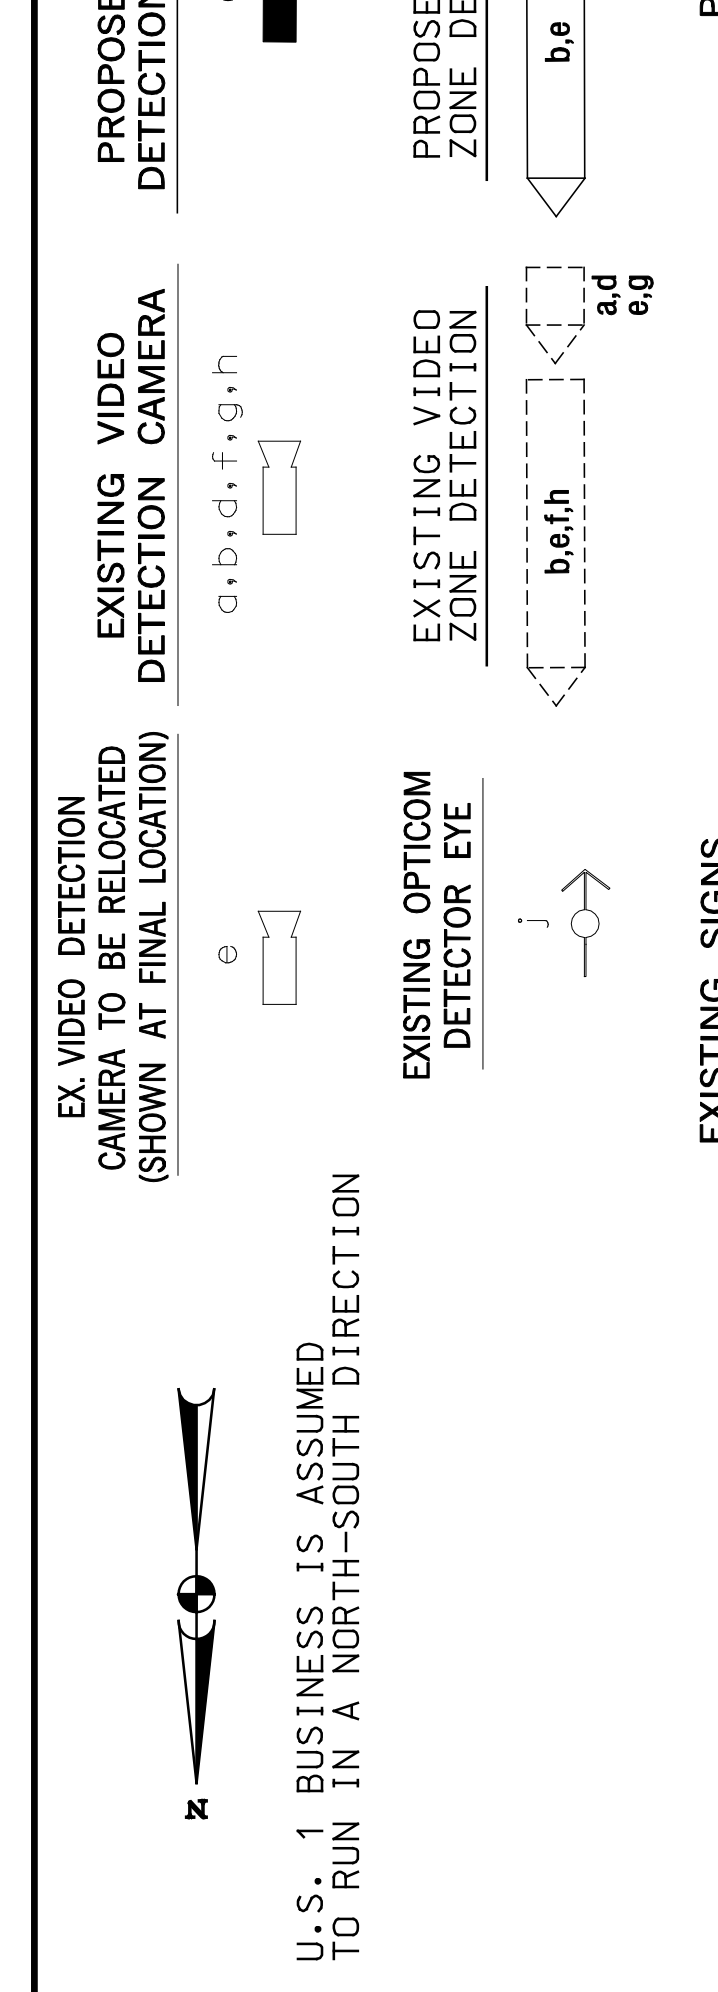 N
U.S. 1 BUSINESS IS ASSUMED
TO RUN IN A NORTH-SOUTH DIRECTION
EX. VIDEO DETECTION
CAMERA TO BE RELOCATED
(SHOWN AT FINAL LOCATION)
e
EXISTING VIDEO
DETECTION CAMERA
a,b,d,f,g,h
PROPOSE
DETECTION
EXISTING OPTICOM
DETECTOR EYE
j
EXISTING VIDEO
ZONE DETECTION
b,e,f,h
a,d
e,g
PROPOSE
ZONE DE
b,e
EXISTING SIGNS